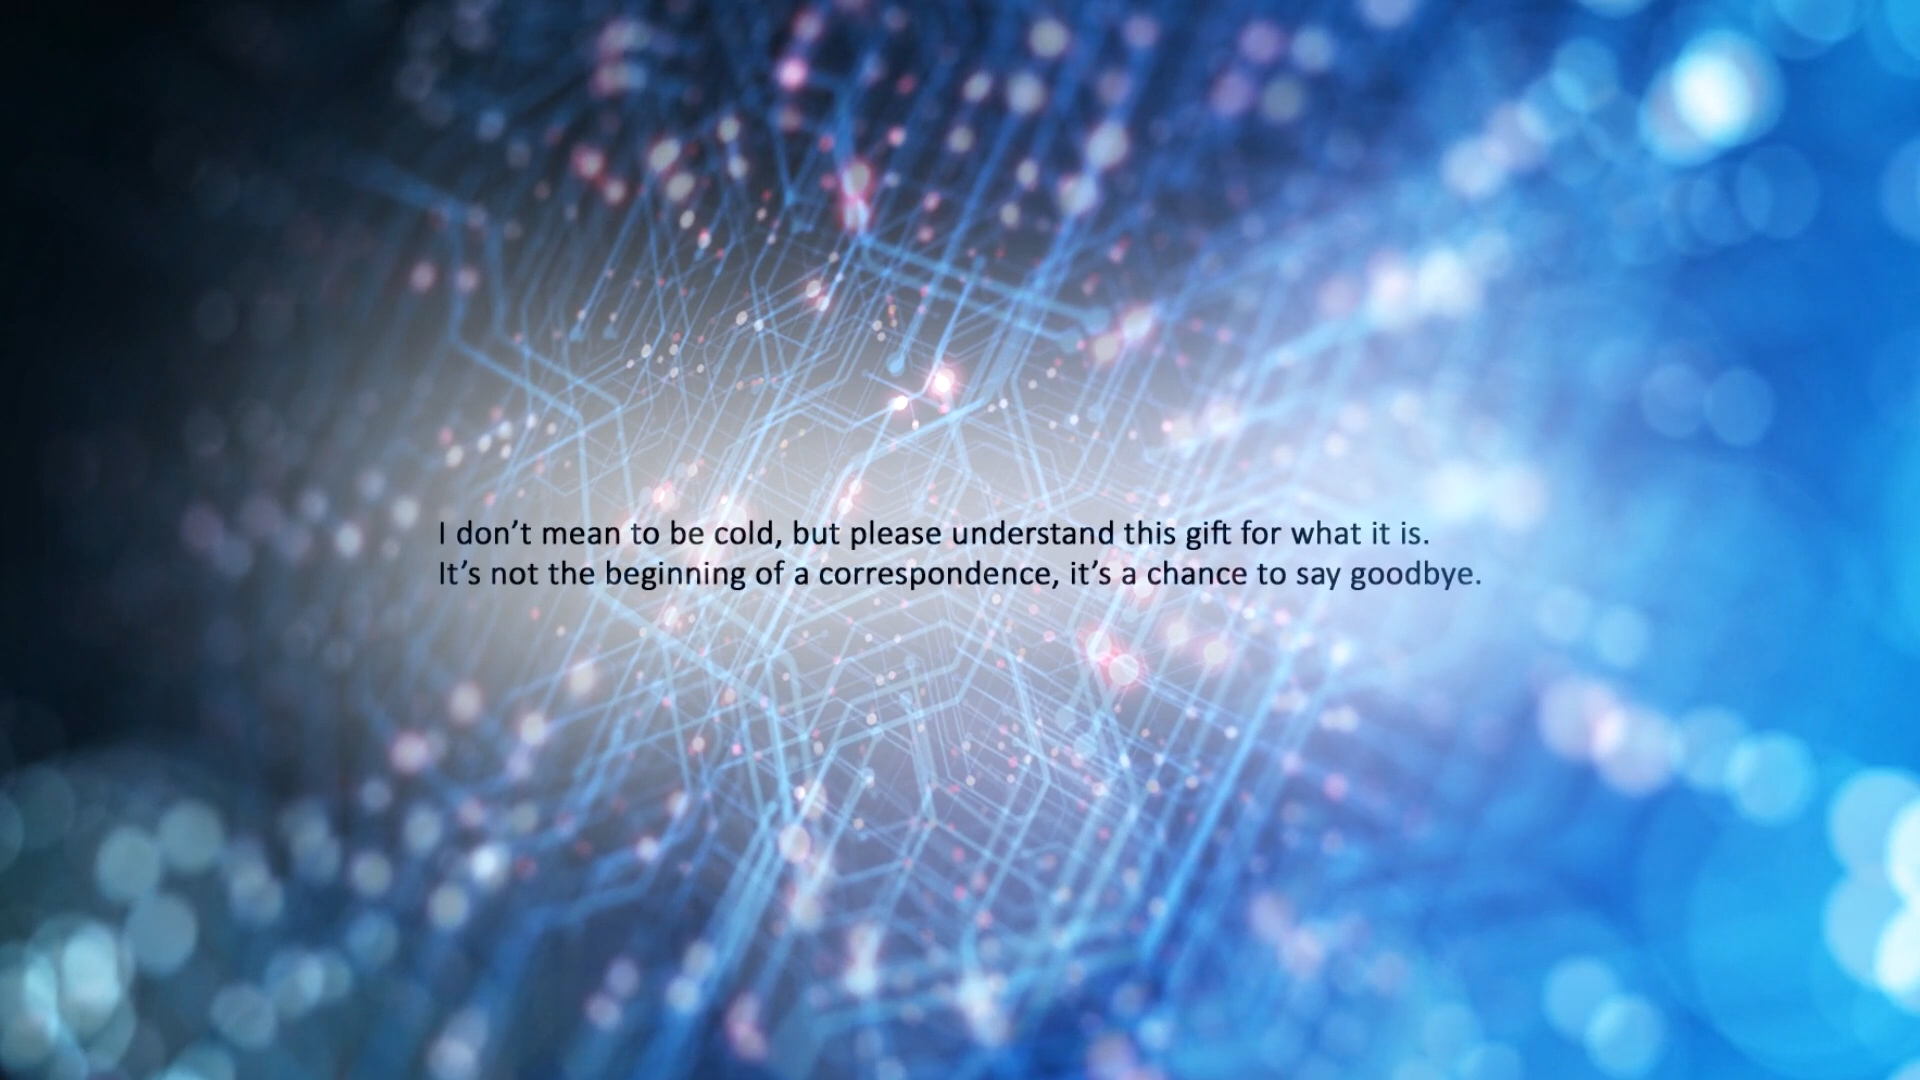 I don’t mean to be cold, but please understand this gift for what it is.
It’s not the beginning of a correspondence, it’s a chance to say goodbye.